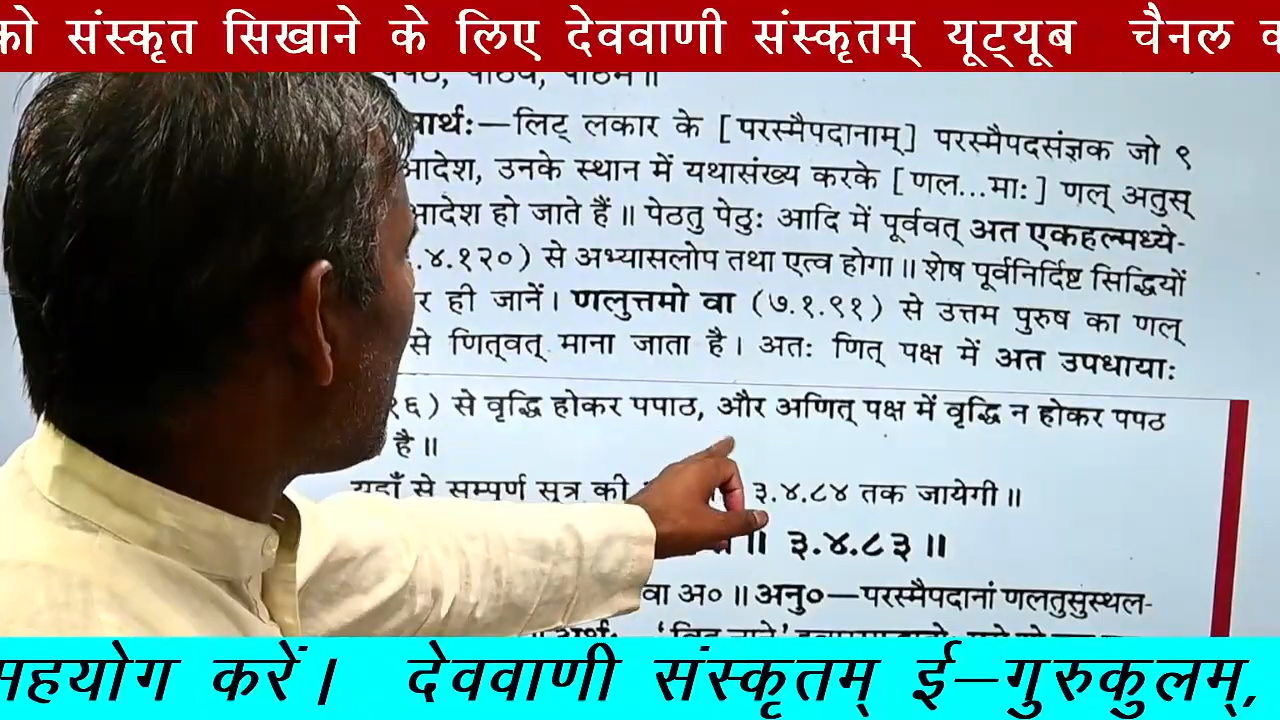 को संस्कृत सिखाने के लिए देववाणी संस्कृतम् यूट्यूब चैनल
पपठ, पाठिव, पाठिम ॥
वार्थः—लिट् लकार के [परस्मैपदानाम्] परस्मैपदसंज्ञक जो ९
आदेश, उनके स्थान में यथासंख्य करके [णल...माः] णल् अतुस्
आदेश हो जाते हैं ॥ पेठतु पेठुः आदि में पूर्ववत् अत एकहल्मध्ये-
.४.१२०) से अभ्यासलोप तथा एत्व होगा ॥ शेष पूर्वनिर्दिष्ट सिद्धियों
र ही जानें। णलुत्तमो वा (७.१.९१) से उत्तम पुरुष का णल्
से णित्‌वत् माना जाता है। अतः णित् पक्ष में अत उपधायाः
१६) से वृद्धि होकर पपाठ, और अणित् पक्ष में वृद्धि न होकर पपठ
है ॥
यहाँ से सम्पूर्ण सूत्र की ३.४.८४ तक जायेगी ॥
॥ ३.४.८३ ॥
वा अ० ॥ अनु०—परस्मैपदानां णलतुसुस्थल-
अर्थः
सहयोग करें। देववाणी संस्कृतम् ई-गुरुकुलम्,